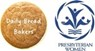 Daily Bread
Bakers
PRESBYTERIAN
WOMEN